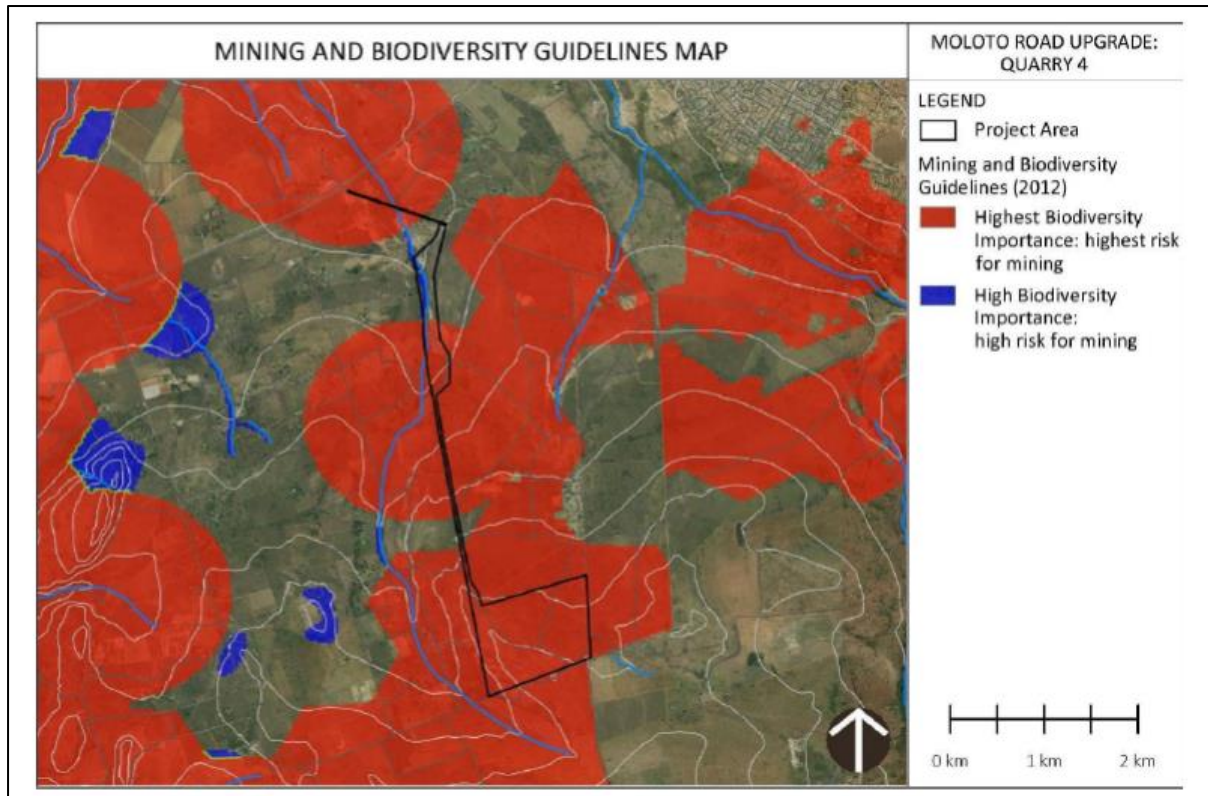 MINING AND BIODIVERSITY GUIDELINES MAP
MOLOTO ROAD UPGRADE:
QUARRY 4
LEGEND
Project Area
Mining and Biodiversity
Guidelines (2012)
Highest Biodiversity
Importance: highest risk
for mining
High Biodiversity
Importance:
high risk for mining
0 km
1 km
2 km